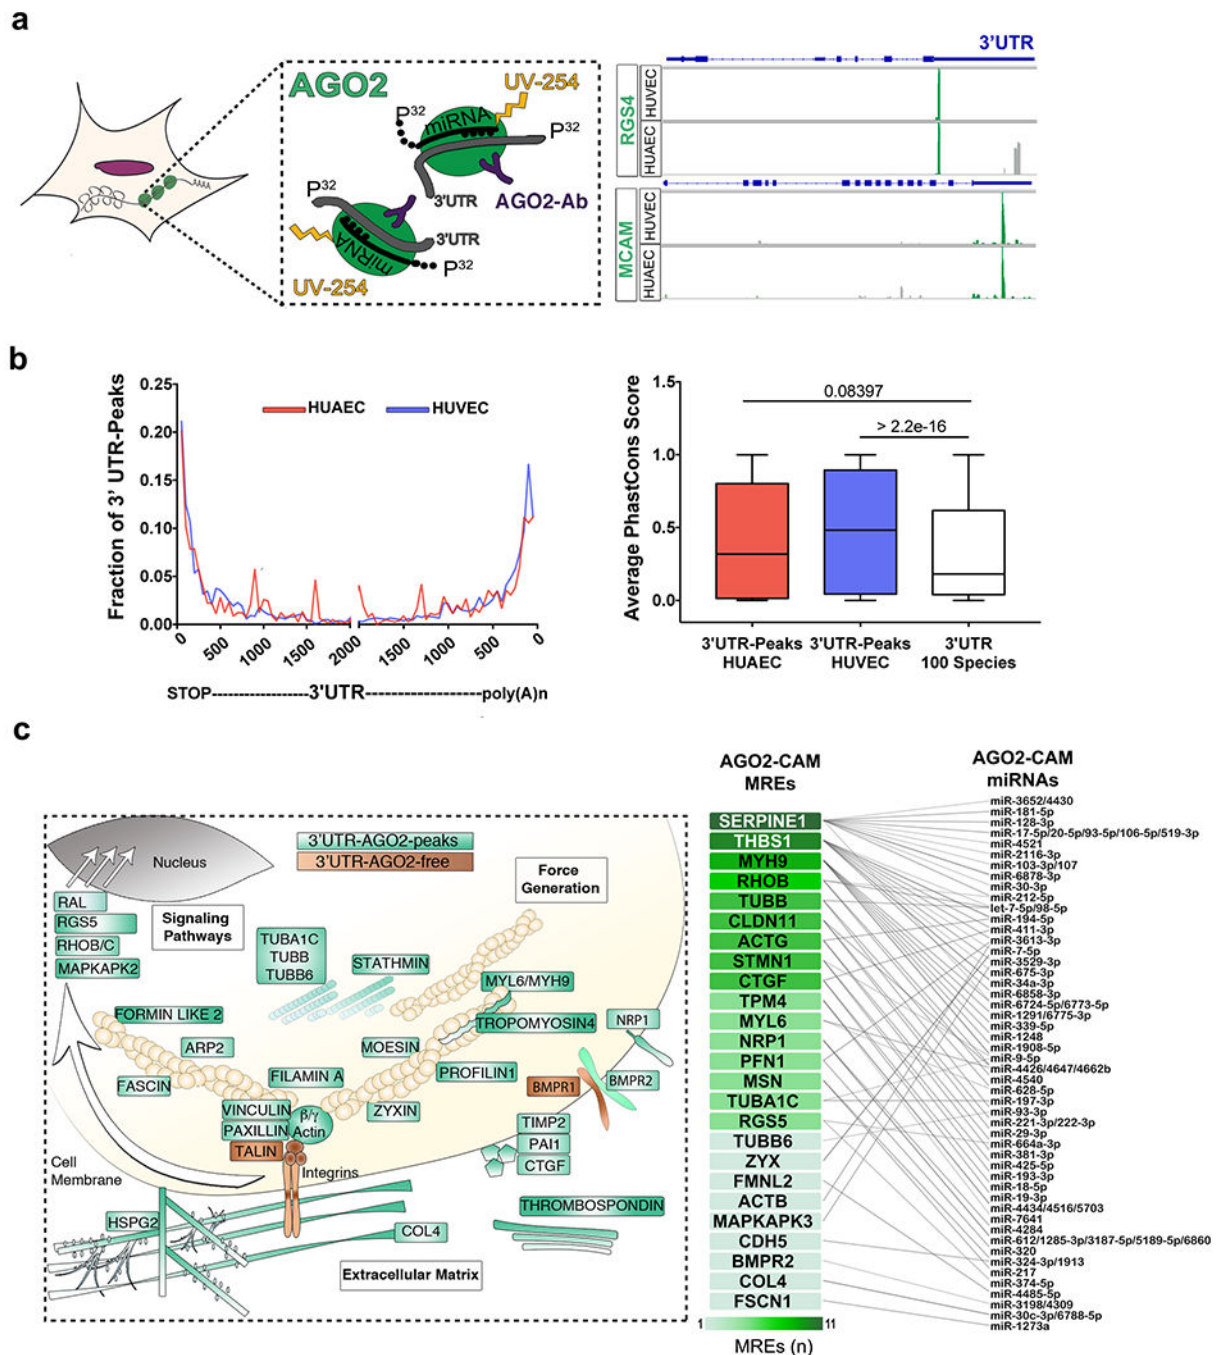 a
AGO2
UV-254
P32
miRNA
P32
3'UTR
AGO2-Ab
P32
3'UTR
miRNA
P32
UV-254
3'UTR
RGS4
HUVEC
HUAEC
MCAM
HUVEC
HUAEC
b
Fraction of 3' UTR-Peaks
0.25
0.20
0.15
0.10
0.05
0.00
HUAEC
HUVEC
0
500
1000
1500
2000
1500
1000
500
0
STOP------------------3'UTR---------------------poly(A)n
Average PhastCons Score
1.5
1.0
0.5
0.0
0.08397
> 2.2e-16
3'UTR-Peaks
HUAEC
3'UTR-Peaks
HUVEC
3'UTR
100 Species
c
Nucleus
3'UTR-AGO2-peaks
3'UTR-AGO2-free
Force
Generation
RAL
RGS5
RHOB/C
MAPKAPK2
Signaling
Pathways
TUBA1C
TUBB
TUBB6
STATHMIN
MYL6/MYH9
FORMIN LIKE 2
TROPOMYOSIN4
NRP1
ARP2
MOESIN
FASCIN
FILAMIN A
PROFILIN1
BMPR1
BMPR2
VINCULIN
PAXILLIN
TALIN
β/γ
Actin
ZYXIN
TIMP2
PAI1
CTGF
Cell
Membrane
Integrins
HSPG2
COL4
THROMBOSPONDIN
Extracellular Matrix
AGO2-CAM
MREs
SERPINE1
THBS1
MYH9
RHOB
TUBB
CLDN11
ACTG
STMN1
CTGF
TPM4
MYL6
NRP1
PFN1
MSN
TUBA1C
RGS5
TUBB6
ZYX
FMNL2
ACTB
MAPKAPK3
CDH5
BMPR2
COL4
FSCN1
1
11
MREs (n)
AGO2-CAM
miRNAs
miR-3652/4430
miR-181-5p
miR-128-3p
miR-17-5p/20-5p/93-5p/106-5p/519-3p
miR-4521
miR-2116-3p
miR-103-3p/107
miR-6878-3p
miR-30-3p
miR-212-5p
let-7-5p/98-5p
miR-194-5p
miR-411-3p
miR-3613-3p
miR-7-5p
miR-3529-3p
miR-675-3p
miR-34a-3p
miR-6858-3p
miR-6724-5p/6773-5p
miR-1291/6775-3p
miR-339-5p
miR-1248
miR-1908-5p
miR-9-5p
miR-4426/4647/4662b
miR-4540
miR-628-5p
miR-197-3p
miR-93-3p
miR-221-3p/222-3p
miR-29-3p
miR-664a-3p
miR-381-3p
miR-425-5p
miR-193-3p
miR-18-5p
miR-19-3p
miR-4434/4516/5703
miR-7641
miR-4284
miR-612/1285-3p/3187-5p/5189-5p/6860
miR-320
miR-324-3p/1913
miR-217
miR-374-5p
miR-4485-5p
miR-3198/4309
miR-30c-3p/6788-5p
miR-1273a